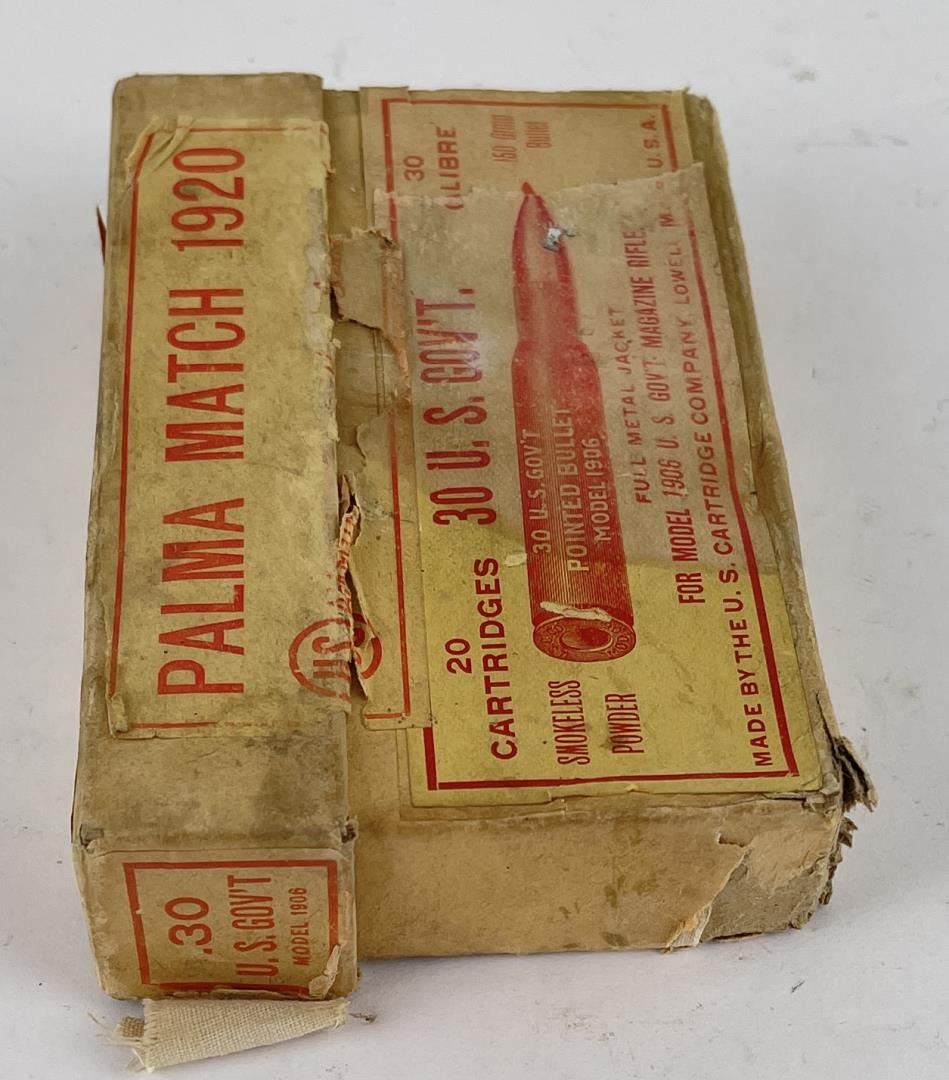 PALMA MATCH 1920
US
30
CALIBRE
150 Grain
Bullet
20
CARTRIDGES
30 U. S. GOV'T.
SMOKELESS
POWDER
30 U.S. GOV'T
POINTED BULLET
MODEL 1906
FULL METAL JACKET
FOR MODEL 1906 U. S. GOV'T. MAGAZINE RIFLE
MADE BY THE U. S. CARTRIDGE COMPANY, LOWELL M U.S.A.
.30
U.S. GOV'T
MODEL 1906